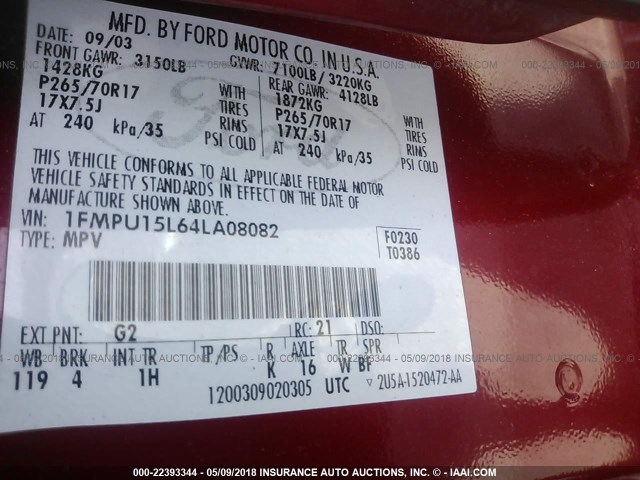 MFD. BY FORD MOTOR CO. IN U.S.A.
DATE: 09/03 GVWR: 7100LB / 3220KG
FRONT GAWR: 3150LB REAR GAWR: 4128LB
1428KG WITH 1872KG WITH
P265/70R17 TIRES P265/70R17 TIRES
17X7.5J RIMS 17X7.5J RIMS
AT 240 kPa/35 PSI COLD AT 240 kPa/35 PSI COLD
THIS VEHICLE CONFORMS TO ALL APPLICABLE FEDERAL MOTOR
VEHICLE SAFETY STANDARDS IN EFFECT ON THE DATE OF
MANUFACTURE SHOWN ABOVE.
VIN: 1FMPU15L64LA08082
TYPE: MPV
F0230
T0386
EXT PNT: G2 RC: 21 DSO:
WB BRK INT TR TP/PS R AXLE TR SPR
119 4 1H K 16 W BF
1200309020305 UTC ▽ 2U5A-1520472-AA
Ford
000-22393344 - 05/09/2018 - INSURANCE AUTO AUCTIONS, INC. - © - IAAI.COM